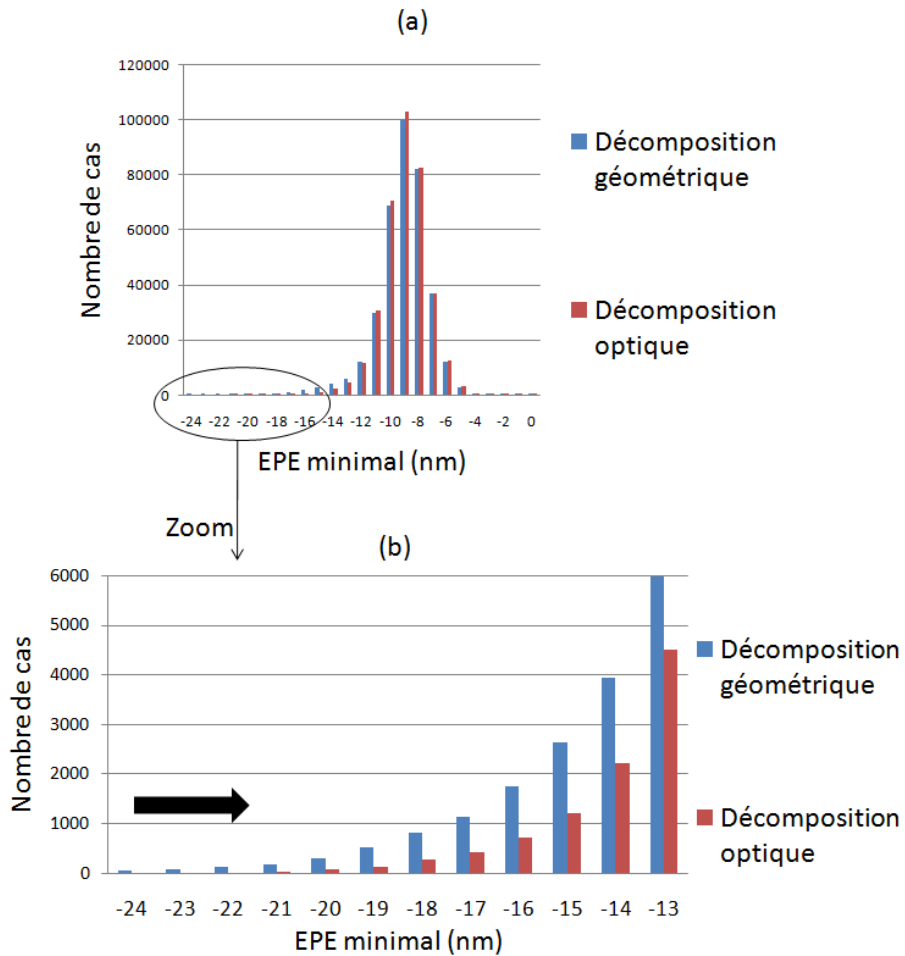 (a)
120000
100000
80000
60000
40000
20000
0
Nombre de cas
-24 -22 -20 -18 -16 -14 -12 -10 -8 -6 -4 -2 0
EPE minimal (nm)
Décomposition
géométrique
Décomposition
optique
Zoom
(b)
6000
5000
4000
3000
2000
1000
0
Nombre de cas
-24 -23 -22 -21 -20 -19 -18 -17 -16 -15 -14 -13
EPE minimal (nm)
Décomposition
géométrique
Décomposition
optique